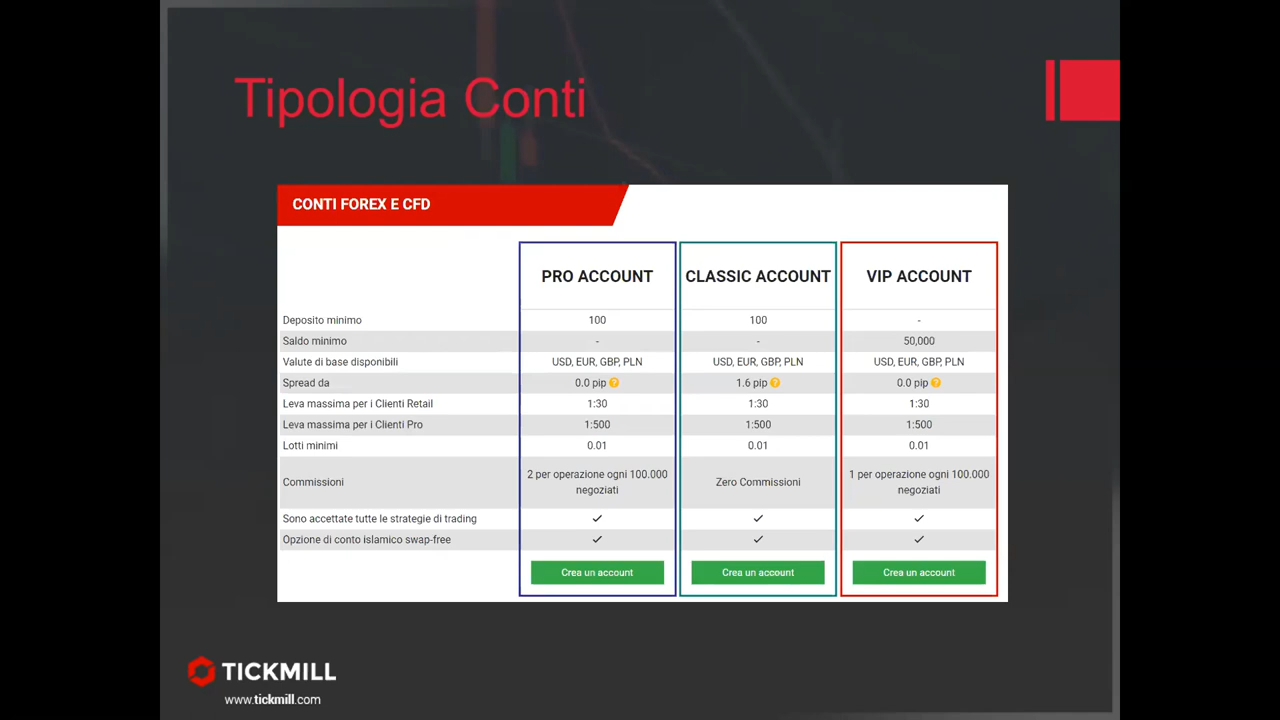 Tipologia Conti
CONTI FOREX E CFD
PRO ACCOUNT CLASSIC ACCOUNT VIP ACCOUNT
Deposito minimo 100 100 -
Saldo minimo - - 50,000
Valute di base disponibili USD, EUR, GBP, PLN USD, EUR, GBP, PLN USD, EUR, GBP, PLN
Spread da 0.0 pip ? 1.6 pip ? 0.0 pip ?
Leva massima per i Clienti Retail 1:30 1:30 1:30
Leva massima per i Clienti Pro 1:500 1:500 1:500
Lotti minimi 0.01 0.01 0.01
Commissioni 2 per operazione ogni 100.000 negoziati Zero Commissioni 1 per operazione ogni 100.000 negoziati
Sono accettate tutte le strategie di trading ✓ ✓ ✓
Opzione di conto islamico swap-free ✓ ✓ ✓
Crea un account Crea un account Crea un account
TICKMILL
www.tickmill.com